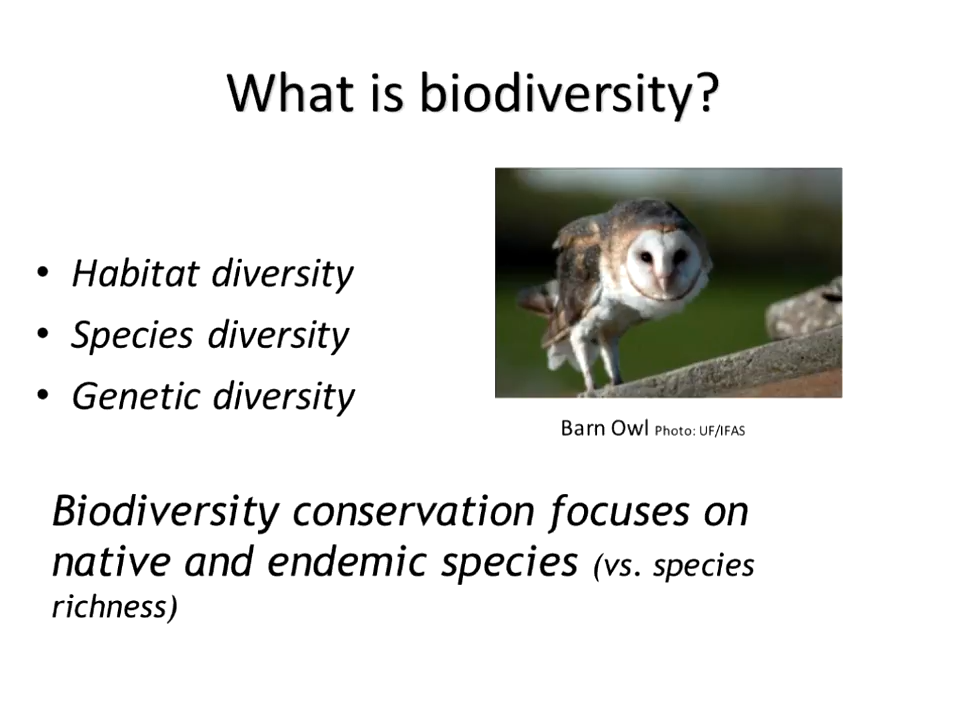 What is biodiversity?
• Habitat diversity
• Species diversity
• Genetic diversity
Barn Owl Photo: UF/IFAS
Biodiversity conservation focuses on
native and endemic species (vs. species
richness)